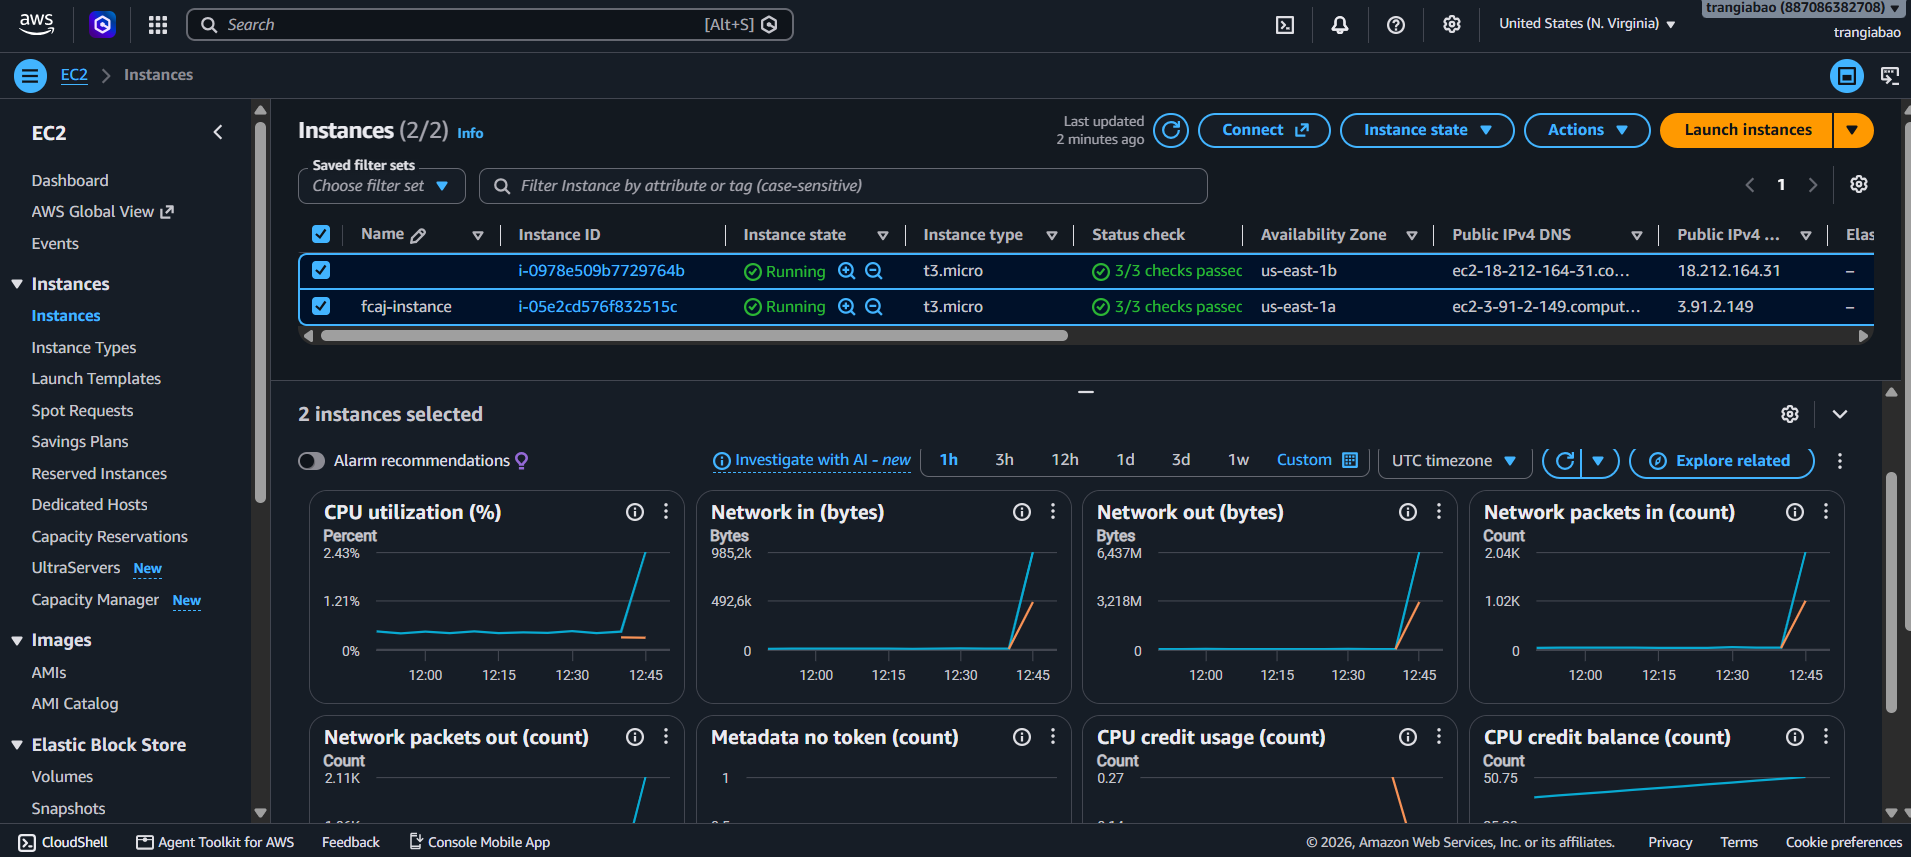 aws
Search
[Alt+S]
United States (N. Virginia)
trangiabao (887086382708)
trangiabao
EC2
Instances
EC2
Dashboard
AWS Global View
Events
Instances
Instances
Instance Types
Launch Templates
Spot Requests
Savings Plans
Reserved Instances
Dedicated Hosts
Capacity Reservations
UltraServers New
Capacity Manager New
Images
AMIs
AMI Catalog
Elastic Block Store
Volumes
Snapshots
Instances (2/2) Info
Last updated
2 minutes ago
Connect
Instance state
Actions
Launch instances
Saved filter sets
Choose filter set
Filter Instance by attribute or tag (case-sensitive)
1
Name Instance ID Instance state Instance type Status check Availability Zone Public IPv4 DNS Public IPv4 ... Elas
i-0978e509b7729764b Running t3.micro 3/3 checks passec us-east-1b ec2-18-212-164-31.co... 18.212.164.31 –
fcaj-instance i-05e2cd576f832515c Running t3.micro 3/3 checks passec us-east-1a ec2-3-91-2-149.comput... 3.91.2.149 –
2 instances selected
Alarm recommendations
Investigate with AI - new
1h 3h 12h 1d 3d 1w Custom
UTC timezone
Explore related
CPU utilization (%)
Percent
2.43%
1.21%
0%
12:00 12:15 12:30 12:45
Network in (bytes)
Bytes
985,2k
492,6k
0
12:00 12:15 12:30 12:45
Network out (bytes)
Bytes
6,437M
3,218M
0
12:00 12:15 12:30 12:45
Network packets in (count)
Count
2.04K
1.02K
0
12:00 12:15 12:30 12:45
Network packets out (count)
Count
2.11K
Metadata no token (count)
1
CPU credit usage (count)
Count
0.27
CPU credit balance (count)
Count
50.75
CloudShell
Agent Toolkit for AWS
Feedback
Console Mobile App
© 2026, Amazon Web Services, Inc. or its affiliates.
Privacy
Terms
Cookie preferences